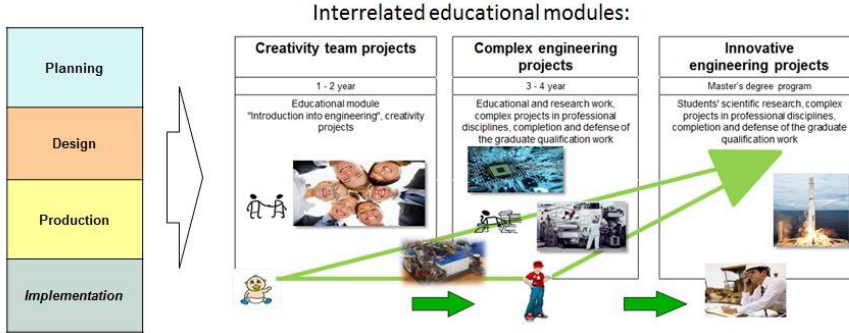 Interrelated educational modules:
Planning
Design
Production
Implementation
Creativity team projects
1 - 2 year
Educational module
"Introduction into engineering", creativity
projects
Complex engineering
projects
3 - 4 year
Educational and research work,
complex projects in professional
disciplines, completion and defense of
the graduate qualification work
Innovative
engineering projects
Master's degree program
Students' scientific research, complex
projects in professional disciplines,
completion and defense of the graduate
qualification work